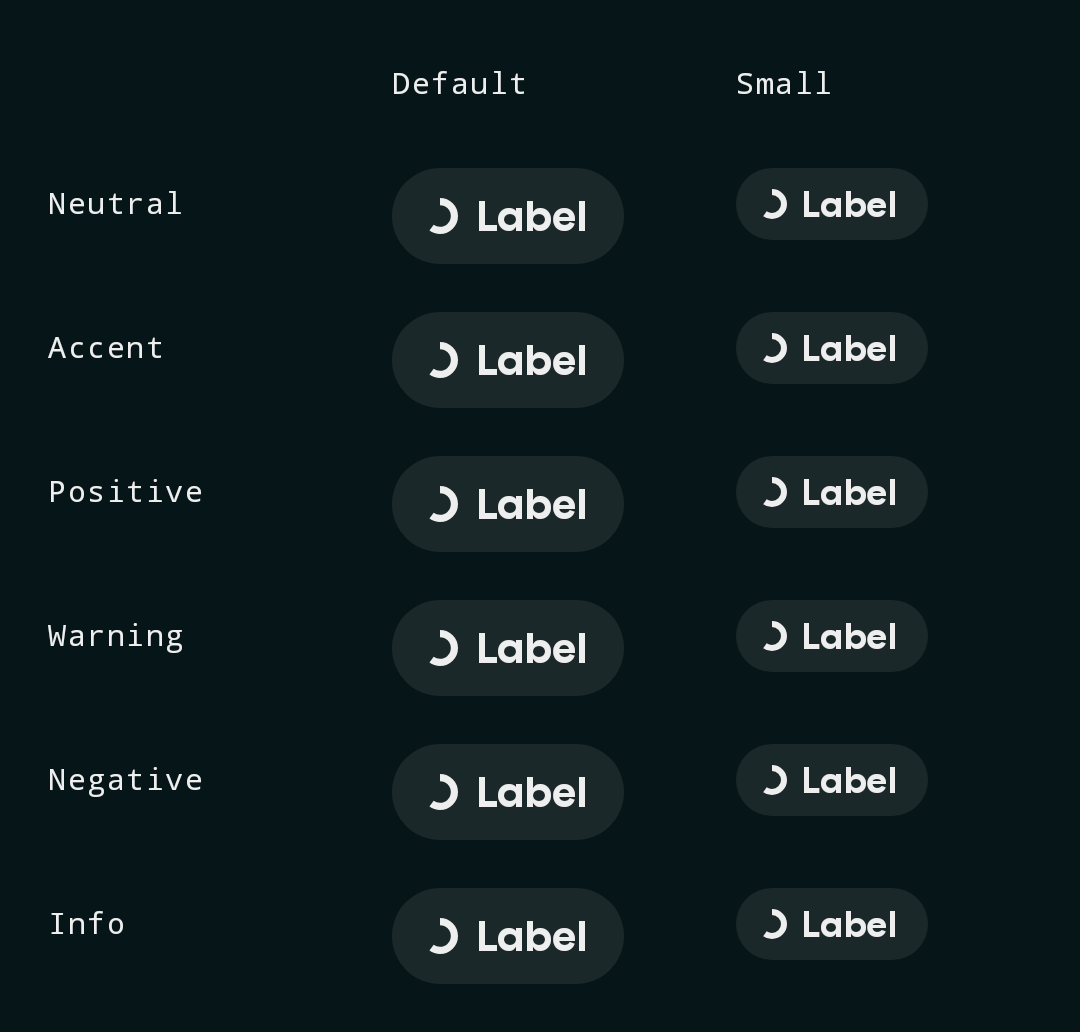 Default Small
Neutral Label Label
Accent Label Label
Positive Label Label
Warning Label Label
Negative Label Label
Info Label Label